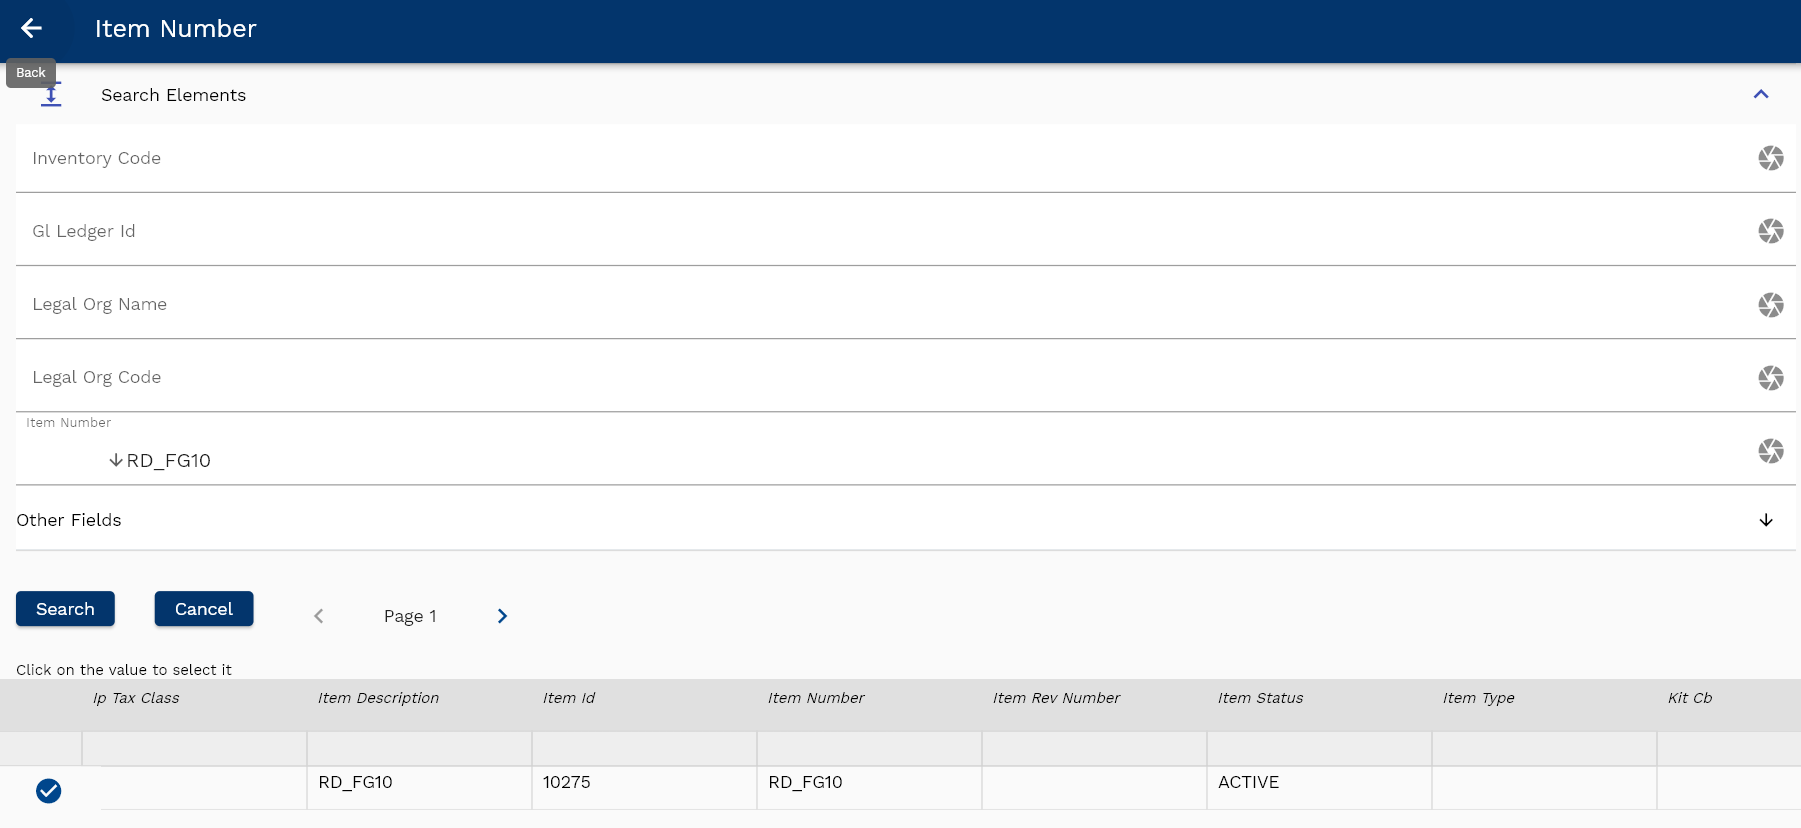 Item Number
Back
Search Elements
Inventory Code
Gl Ledger Id
Legal Org Name
Legal Org Code
Item Number
RD_FG10
Other Fields
Search Cancel Page 1
Click on the value to select it
Ip Tax Class Item Description Item Id Item Number Item Rev Number Item Status Item Type Kit Cb
RD_FG10 10275 RD_FG10 ACTIVE